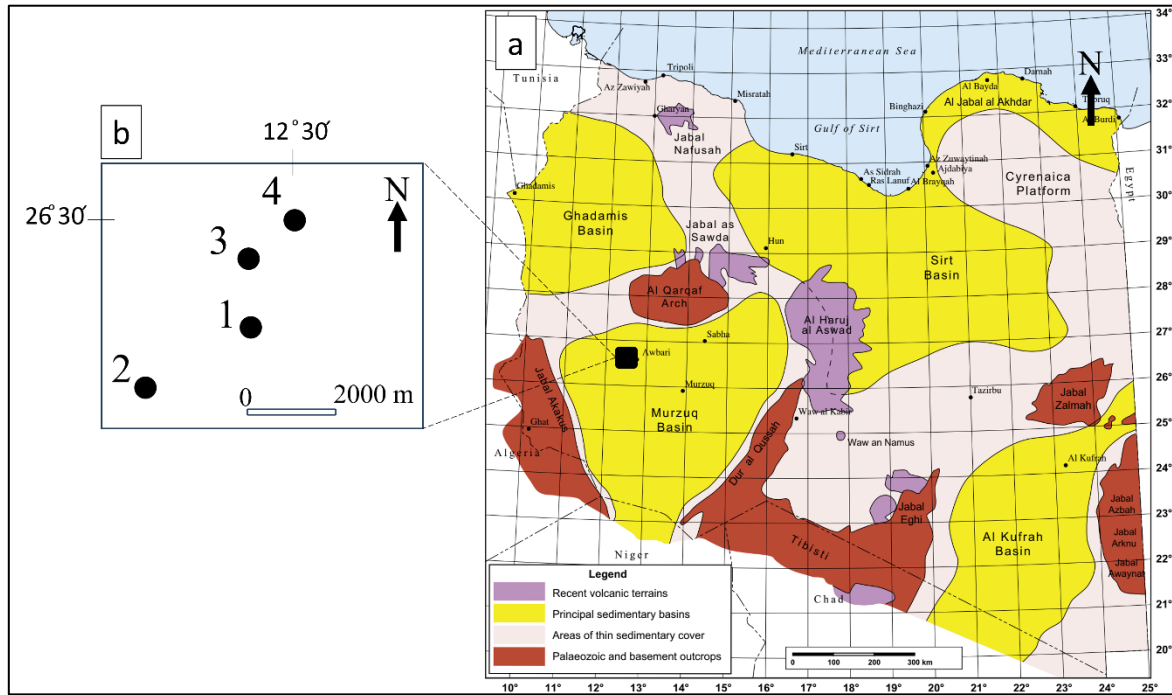 b
12° 30´
26° 30´
N
4
3
1
2
0 2000 m
a
N
Mediterranean Sea
Tunisia
Tripoli
Az Zawiyah
Misratah
Gharyan
Jabal
Nafusah
Gulf of Sirt
Binghazi
Al Bayda
Darnah
Al Jabal al Akhdar
Tubruq
Al Burdi
Egypt
Sirt
As Sidrah
Ras Lanuf
Al Brayqah
Az Zuwaytinah
Ajdabiya
Cyrenaica
Platform
Ghadamis
Ghadamis
Basin
Jabal as
Sawda
Hun
Sirt
Basin
Al Qarqaf
Arch
Al Haruj
al Aswad
Sabha
Awbari
Murzuq
Murzuq
Basin
Jabal Akakus
Ghat
Algeria
Dur al Qussah
Waw al Kabir
Waw an Namus
Tazirbu
Jabal
Zalmah
Al Kufrah
Al Kufrah
Basin
Jabal
Eghi
Tibisti
Jabal
Azbah
Jabal
Arknu
Jabal
Awaynat
Niger
Chad
Legend
Recent volcanic terrains
Principal sedimentary basins
Areas of thin sedimentary cover
Palaeozoic and basement outcrops
0 100 200 300 km
34°
33°
32°
31°
30°
29°
28°
27°
26°
25°
24°
23°
22°
21°
20°
10° 11° 12° 13° 14° 15° 16° 17° 18° 19° 20° 21° 22° 23° 24° 25°